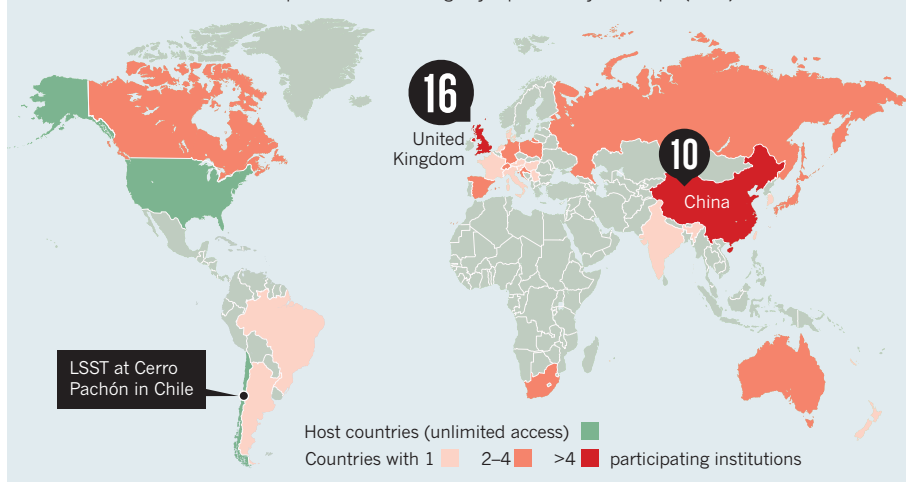 16
United
Kingdom
10
China
LSST at Cerro
Pachón in Chile
Host countries (unlimited access)
Countries with 1 2–4 >4 participating institutions